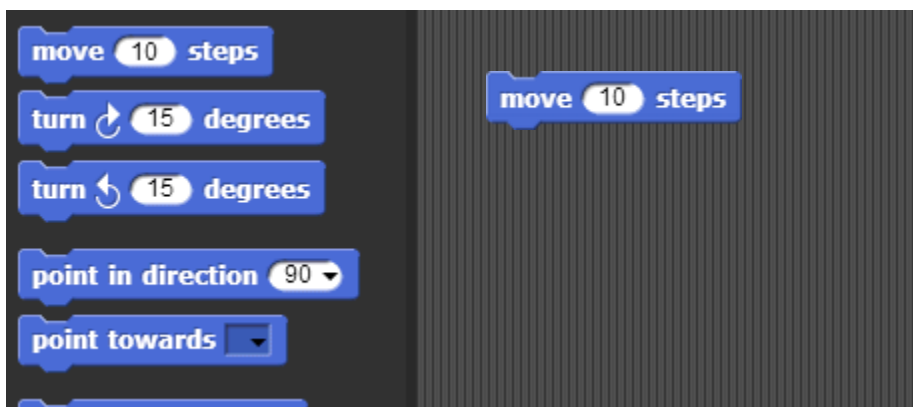 move 10 steps
turn 15 degrees
turn 15 degrees
point in direction 90
point towards
move 10 steps